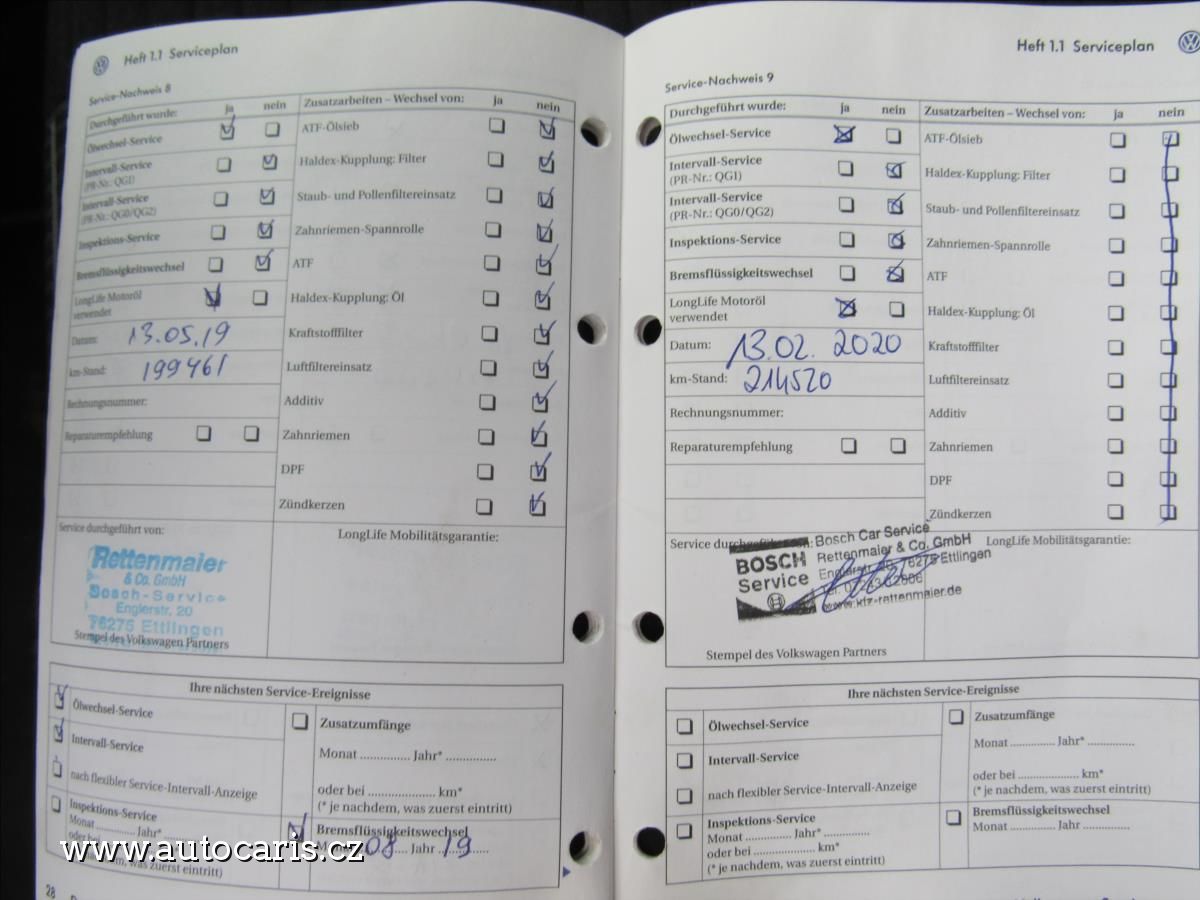 Heft 1.1 Serviceplan
Service-Nachweis 8
Durchgeführt wurde: ja nein
Ölwechsel-Service
Intervall-Service
(PR-Nr.: QG1)
Intervall-Service
(PR-Nr.: QG0/QG2)
Inspektions-Service
Bremsflüssigkeitswechsel
LongLife Motoröl
verwendet
Datum: 13.05.19
km-Stand: 199461
Rechnungsnummer:
Reparaturempfehlung
Zusatzarbeiten – Wechsel von: ja nein
ATF-Ölsieb
Haldex-Kupplung: Filter
Staub- und Pollenfiltereinsatz
Zahnriemen-Spannrolle
ATF
Haldex-Kupplung: Öl
Kraftstofffilter
Luftfiltereinsatz
Additiv
Zahnriemen
DPF
Zündkerzen
Service durchgeführt von:
Rettenmaier
& Co. GmbH
Bosch-Service
Englerstr. 20
76275 Ettlingen
Stempel des Volkswagen Partners
LongLife Mobilitätsgarantie:
Ihre nächsten Service-Ereignisse
Ölwechsel-Service
Intervall-Service
nach flexibler Service-Intervall-Anzeige
Inspektions-Service
Monat ............ Jahr* ............
oder bei
(* je nachdem, was zuerst eintritt)
Zusatzumfänge
Monat ............ Jahr* ............
oder bei .................... km*
(* je nachdem, was zuerst eintritt)
Bremsflüssigkeitswechsel
08 Jahr 19
28
Heft 1.1 Serviceplan
Service-Nachweis 9
Durchgeführt wurde: ja nein
Ölwechsel-Service
Intervall-Service
(PR-Nr.: QG1)
Intervall-Service
(PR-Nr.: QG0/QG2)
Inspektions-Service
Bremsflüssigkeitswechsel
LongLife Motoröl
verwendet
Datum: 13.02. 2020
km-Stand: 214520
Rechnungsnummer:
Reparaturempfehlung
Zusatzarbeiten – Wechsel von: ja nein
ATF-Ölsieb
Haldex-Kupplung: Filter
Staub- und Pollenfiltereinsatz
Zahnriemen-Spannrolle
ATF
Haldex-Kupplung: Öl
Kraftstofffilter
Luftfiltereinsatz
Additiv
Zahnriemen
DPF
Zündkerzen
Service
BOSCH
Service
Bosch Car Service
Rettenmaier & Co. GmbH
76275 Ettlingen
www.kfz-rettenmaier.de
Stempel des Volkswagen Partners
LongLife Mobilitätsgarantie:
Ihre nächsten Service-Ereignisse
Ölwechsel-Service
Intervall-Service
nach flexibler Service-Intervall-Anzeige
Inspektions-Service
Monat ............ Jahr* ............
oder bei .................... km*
(* je nachdem, was zuerst eintritt)
Zusatzumfänge
Monat ............ Jahr* ............
oder bei .................... km*
(* je nachdem, was zuerst eintritt)
Bremsflüssigkeitswechsel
Monat ............ Jahr ............
www.autocaris.cz